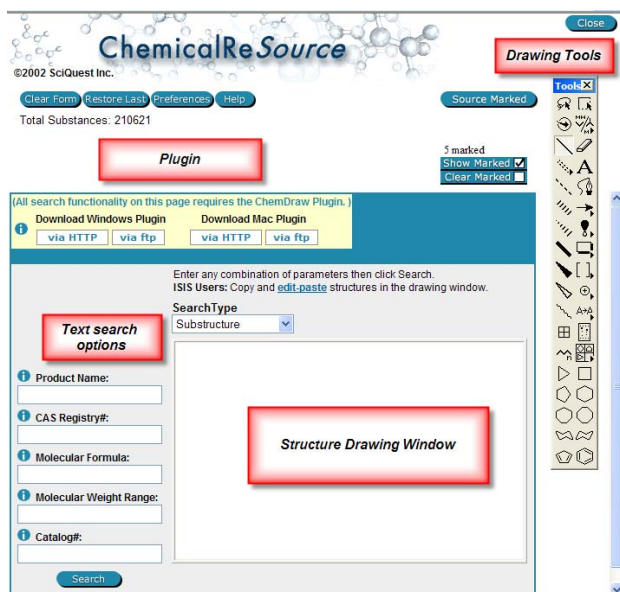 Close
ChemicalReSource
Drawing Tools
©2002 SciQuest Inc.
Tools
Clear Form Restore Last Preferences Help Source Marked
Total Substances: 210621
Plugin
5 marked
Show Marked
Clear Marked
(All search functionality on this page requires the ChemDraw Plugin. )
Download Windows Plugin Download Mac Plugin
via HTTP via ftp via HTTP via ftp
Enter any combination of parameters then click Search.
ISIS Users: Copy and edit-paste structures in the drawing window.
SearchType
Substructure
Text search
options
Product Name:
CAS Registry#:
Structure Drawing Window
Molecular Formula:
Molecular Weight Range:
Catalog#:
Search